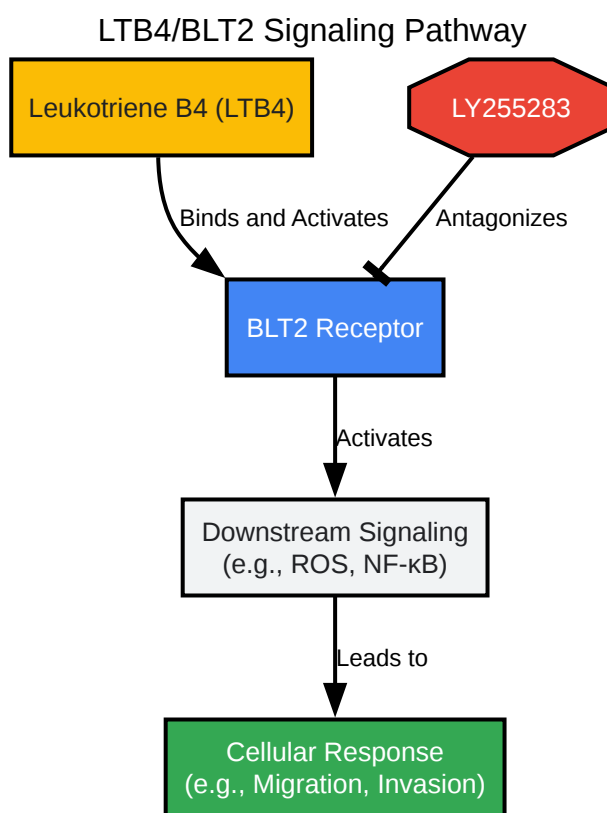 LTB4/BLT2 Signaling Pathway
Leukotriene B4 (LTB4)
LY255283
Binds and Activates
Antagonizes
BLT2 Receptor
Activates
Downstream Signaling
(e.g., ROS, NF-κB)
Leads to
Cellular Response
(e.g., Migration, Invasion)